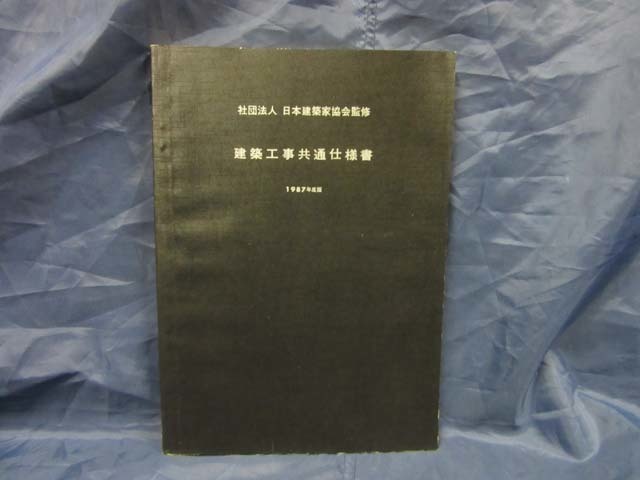 社団法人 日本建築家協会監修
建築工事共通仕様書
1987年度版